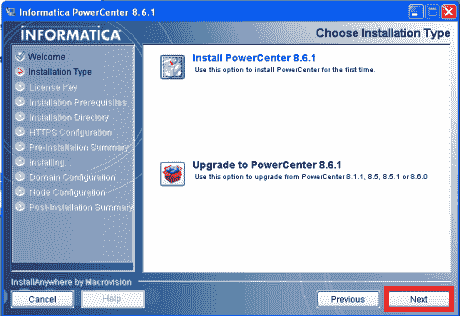 Informatica PowerCenter 8.6.1
INFORMATICA
Choose Installation Type
Welcome
Installation Type
License Key
Installation Prerequisites
Installation Directory
HTTPS Configuration
Pre-Installation Summary
Installing...
Domain Configuration
Node Configuration
Post-Installation Summary
Install PowerCenter 8.6.1
Use this option to install PowerCenter for the first time.
Upgrade to PowerCenter 8.6.1
Use this option to upgrade from PowerCenter 8.1.1, 8.5, 8.5.1 or 8.6.0
InstallAnywhere by Macrovision
Cancel
Help
Previous
Next